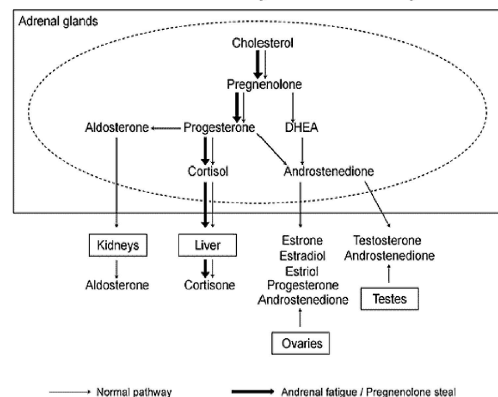 Adrenal glands
Cholesterol
Pregnenolone
Aldosterone Progesterone DHEA
Cortisol Androstenedione
Kidneys Liver
Aldosterone Cortisone
Estrone
Estradiol
Estriol
Progesterone
Androstenedione
Ovaries
Testosterone
Androstenedione
Testes
Normal pathway Andrenal fatigue / Pregnenolone steal